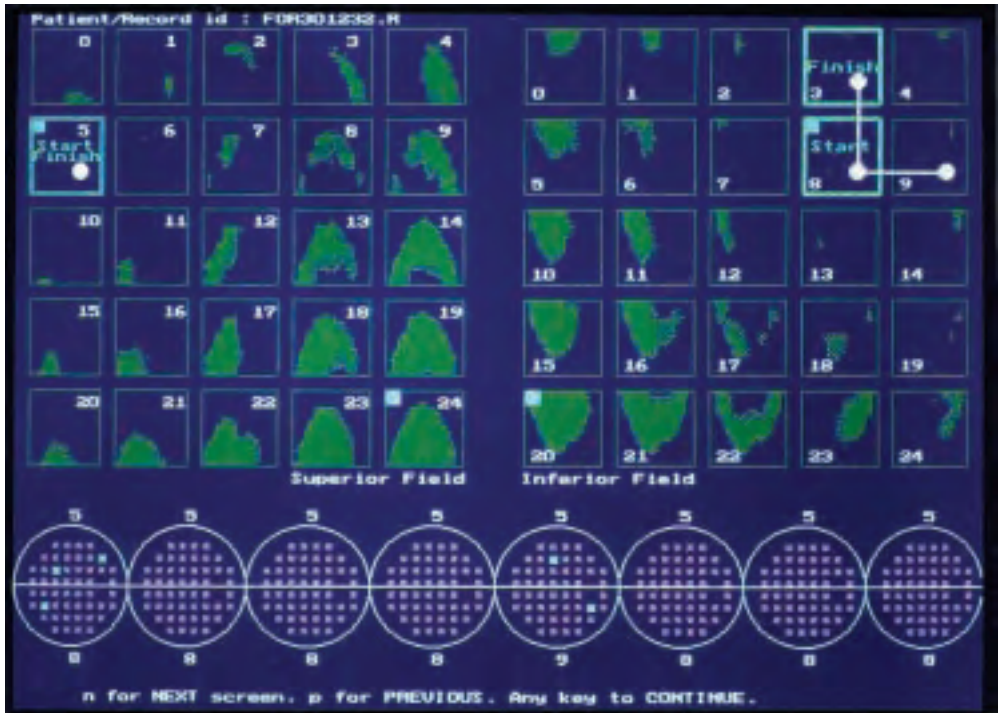 Patient/Record id : FOR301232.R
0 1 2 3 4
0 1 2 Finish 3 4
5 Start Finish 6 7 8 9
5 6 7 Start 8 9
10 11 12 13 14
10 11 12 13 14
15 16 17 18 19
15 16 17 18 19
20 21 22 23 24
20 21 22 23 24
Superior Field Inferior Field
5 5 5 5 5 5 5 5
8 8 8 8 9
n for NEXT screen. p for PREVIOUS. Any key to CONTINUE.